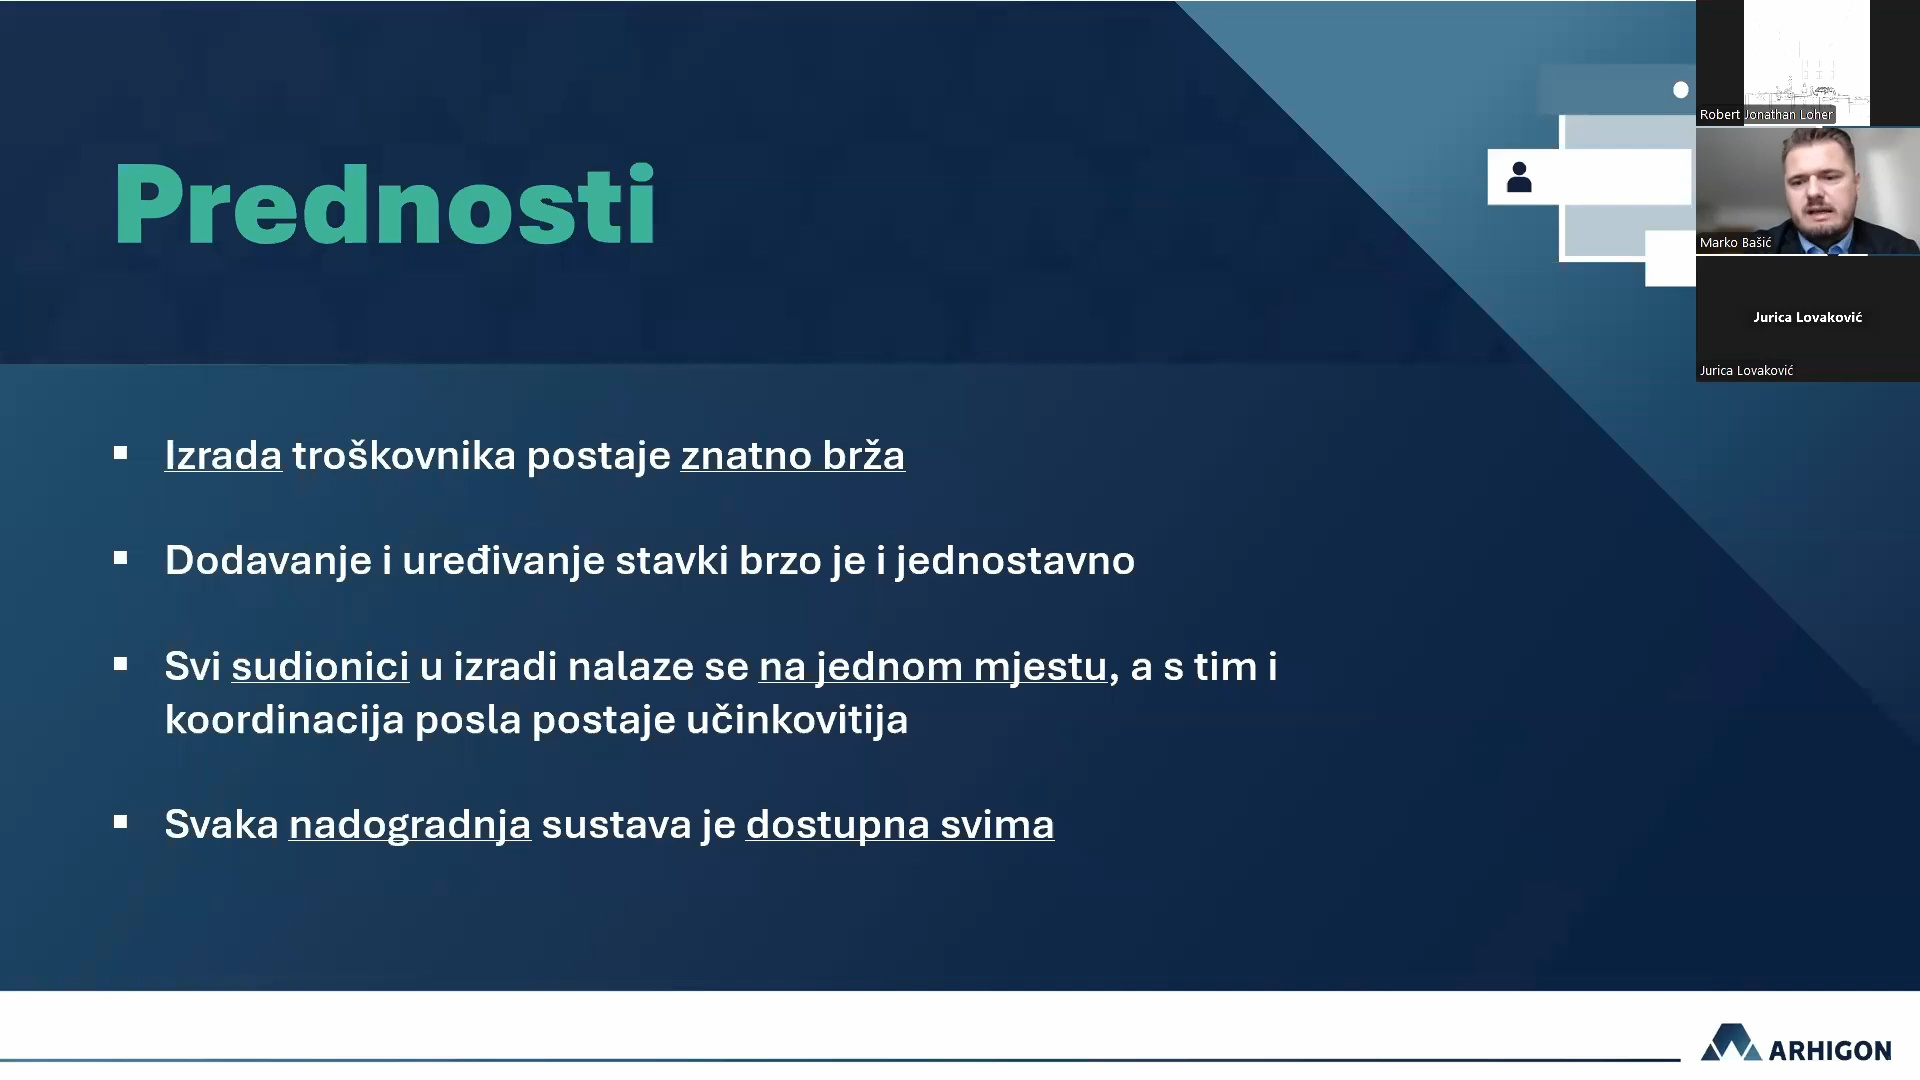 Prednosti
Izrada troškovnika postaje znatno brža
Dodavanje i uređivanje stavki brzo je i jednostavno
Svi sudionici u izradi nalaze se na jednom mjestu, a s tim i
koordinacija posla postaje učinkovitija
Svaka nadogradnja sustava je dostupna svima
Robert Jonathan Loher
Marko Bašić
Jurica Lovaković
Jurica Lovaković
ARHIGON